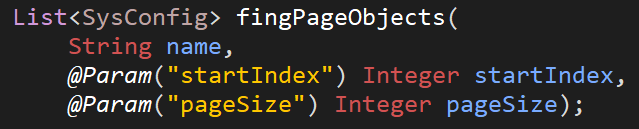 List<SysConfig> fingPageObjects(
String name,
@Param("startIndex") Integer startIndex,
@Param("pageSize") Integer pageSize);